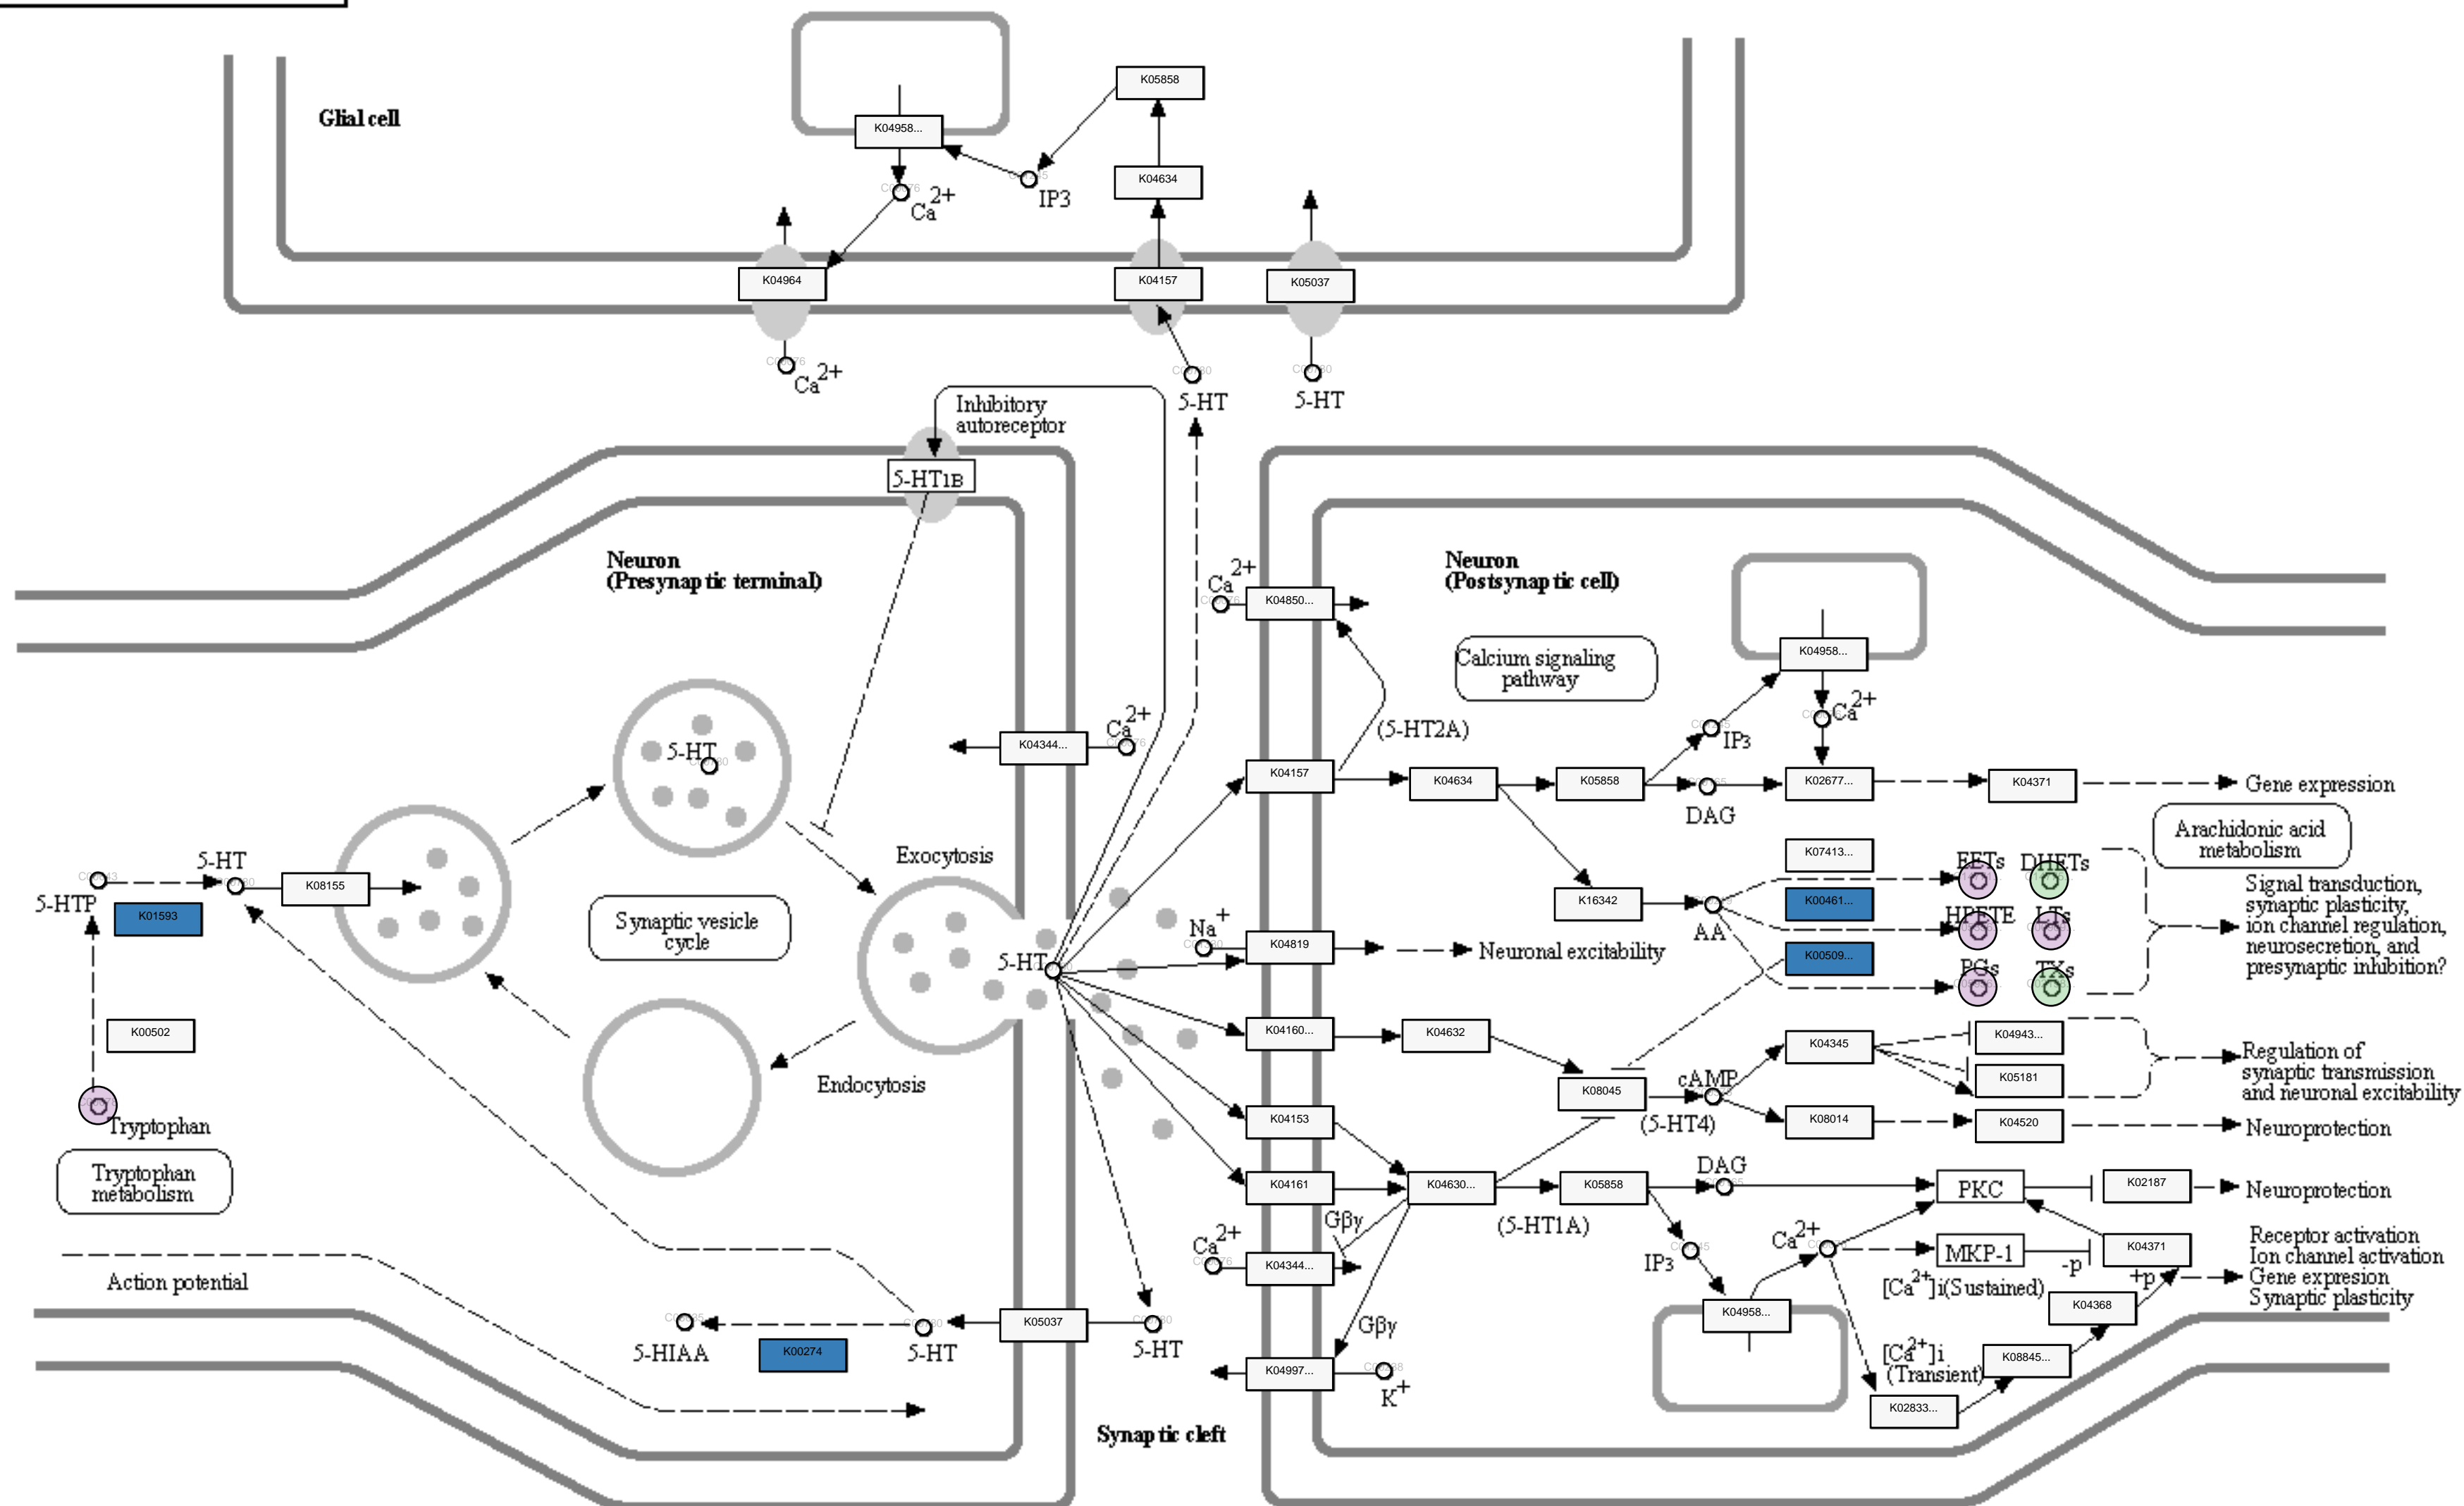 Glial cell
K05858
K04958...
K04634
IP3
Ca2+
K04964
K04157
K05037
Ca2+
5-HT
5-HT
Inhibitory
autoreceptor
5-HT1B
Neuron
(Presynaptic terminal)
Neuron
(Postsynaptic cell)
Ca2+
K04850...
Calcium signaling
pathway
K04958...
Ca2+
(5-HT2A)
IP3
5-HT
K04344...
Ca2+
K04157
K04634
K05858
DAG
K02677...
K04371
Gene expression
Arachidonic acid
metabolism
K07413...
EETs
DHETs
Exocytosis
5-HT
K08155
5-HTP
K01593
Synaptic vesicle
cycle
K16342
AA
K00461...
HPETE
LTs
K00509...
PGs
TXs
Signal transduction,
synaptic plasticity,
ion channel regulation,
neurosecretion, and
presynaptic inhibition?
Na+
K04819
Neuronal excitability
5-HT
K00502
K04160...
K04632
K04345
K04943...
K05181
Regulation of
synaptic transmission
and neuronal excitability
Endocytosis
K08045
cAMP
(5-HT4)
K08014
K04520
Neuroprotection
Tryptophan
Tryptophan
metabolism
K04153
K04161
K04630...
K05858
(5-HT1A)
DAG
PKC
K02187
Neuroprotection
Gβγ
Ca2+
K04344...
IP3
Ca2+
MKP-1
-p
K04371
+p
Receptor activation
Ion channel activation
Gene expresion
Synaptic plasticity
[Ca2+]i(Sustained)
K04368
Action potential
5-HIAA
K00274
5-HT
K05037
5-HT
Gβγ
K04958...
K04997...
K+
[Ca2+]i
(Transient)
K08845...
K02833...
Synaptic cleft